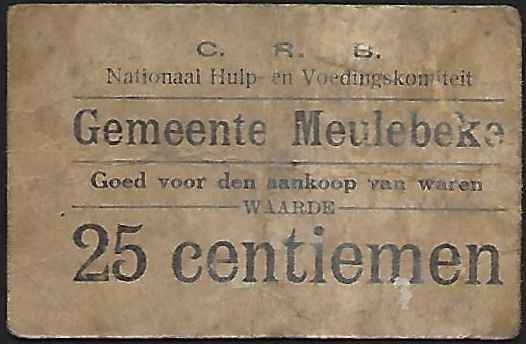 C. R. B.
Nationaal Hulp- en Voedingskomiteit
Gemeente Meulebeke
Goed voor den aankoop van waren
WAARDE
25 centiemen